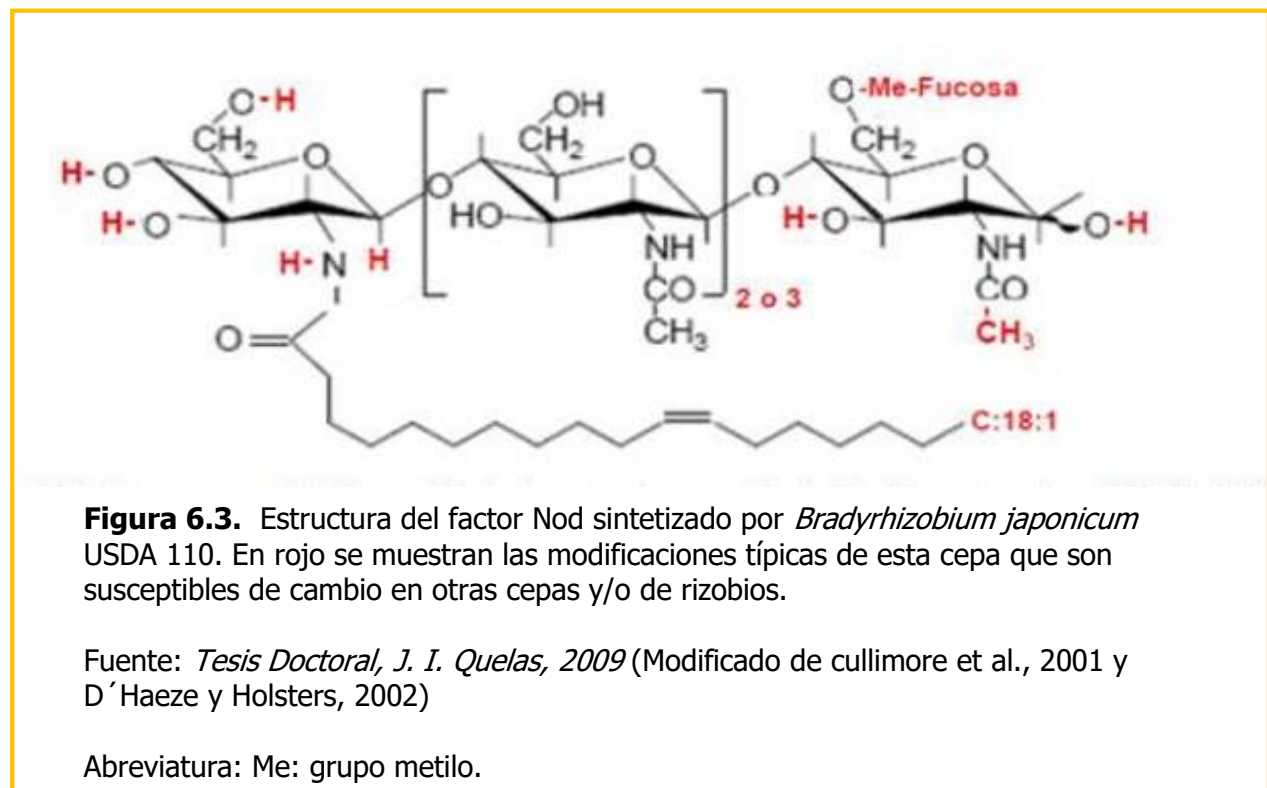 O-H
O-Me-Fucosa
CH2
OH
CH2
CH2
H-O
O
O
O
H-O
O
HO
O
H-O
O-H
H-N
H
NH
NH
CO
2 o 3
CO
O
CH3
CH3
C:18:1
Figura 6.3. Estructura del factor Nod sintetizado por Bradyrhizobium japonicum
USDA 110. En rojo se muestran las modificaciones típicas de esta cepa que son
susceptibles de cambio en otras cepas y/o de rizobios.
Fuente: Tesis Doctoral, J. I. Quelas, 2009 (Modificado de cullimore et al., 2001 y
D´Haeze y Holsters, 2002)
Abreviatura: Me: grupo metilo.